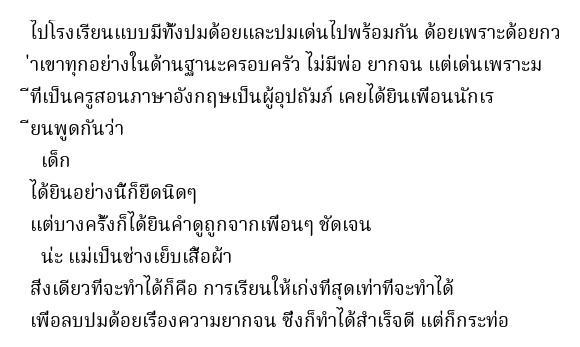 ไปโรงเรียนแบบมีทั้งปมด้อยและปมเด่นไปพร้อมกัน ด้อยเพราะด้อยกว
่าเขาทุกอย่างในด้านฐานะครอบครัว ไม่มีพ่อ ยากจน แต่เด่นเพราะม
ีที่เป็นครูสอนภาษาอังกฤษเป็นผู้อุปถัมภ์ เคยได้ยินเพื่อนนักเร
ียนพูดกันว่า
เด็ก
ได้ยินอย่างนี้ก็ยืดนิดๆ
แต่บางครั้งก็ได้ยินคำดูถูกจากเพื่อนๆ ชัดเจน
น่ะ แม่เป็นช่างเย็บเสื้อผ้า
สิ่งเดียวที่จะทำได้ก็คือ การเรียนให้เก่งที่สุดเท่าที่จะทำได้
เพื่อลบปมด้อยเรื่องความยากจน ซึ่งก็ทำได้สำเร็จดี แต่ก็กระท่อ